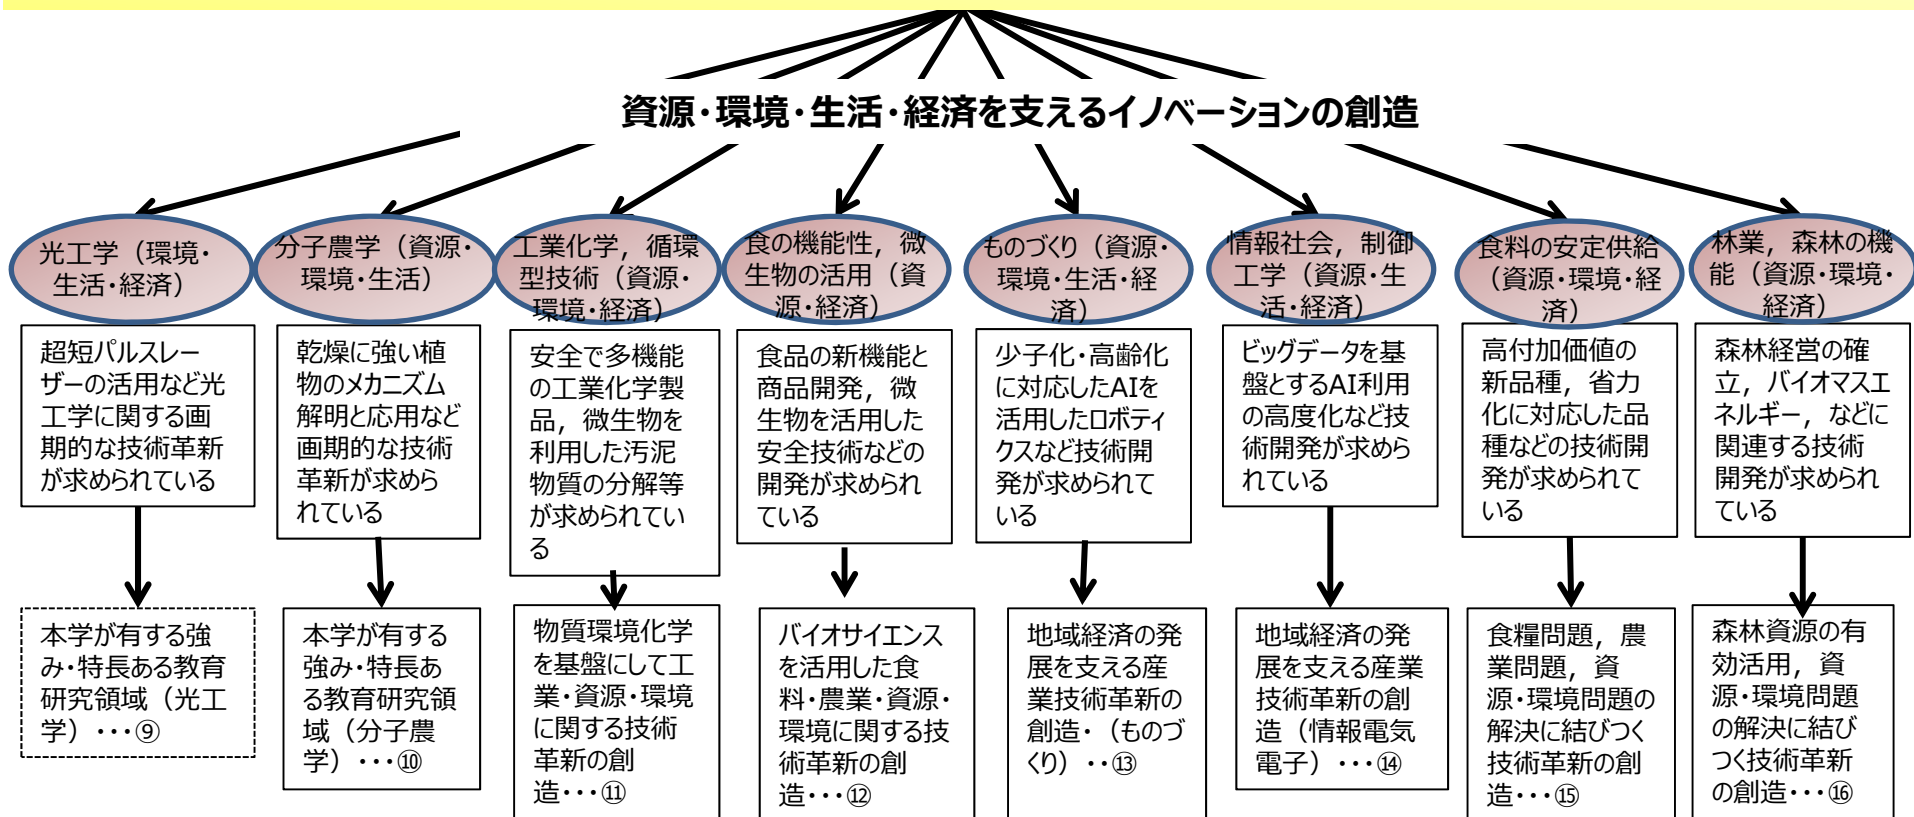 資源・環境・生活・経済を支えるイノベーションの創造
光工学（環境・
生活・経済）
分子農学（資源・
環境・生活）
工業化学，循環
型技術（資源・
環境・経済）
食の機能性，微
生物の活用（資
源・経済）
ものづくり（資源・
環境・生活・経
済）
情報社会，制御
工学（資源・生
活・経済）
食料の安定供給
（資源・環境・経
済）
林業，森林の機
能（資源・環境・
経済）
超短パルスレー
ザーの活用など光
工学に関する画
期的な技術革新
が求められている
乾燥に強い植
物のメカニズム
解明と応用など
画期的な技術
革新が求めら
れている
安全で多機能
の工業化学製
品，微生物を
利用した汚泥
物質の分解等
が求められてい
る
食品の新機能と
商品開発，微
生物を活用した
安全技術などの
開発が求められ
ている
少子化・高齢化
に対応したAIを
活用したロボティ
クスなど技術開
発が求められて
いる
ビッグデータを基
盤とするAI利用
の高度化など技
術開発が求めら
れている
高付加価値の
新品種，省力
化に対応した品
種などの技術開
発が求められて
いる
森林経営の確
立，バイオマスエ
ネルギー，などに
関連する技術
開発が求められ
ている
本学が有する強
み・特長ある教育
研究領域（光工
学）・・・⑨
本学が有する
強み・特長あ
る教育研究領
域（分子農
学）・・・⑩
物質環境化学
を基盤にして工
業・資源・環境
に関する技術
革新の創
造・・・⑪
バイオサイエンス
を活用した食
料・農業・資源・
環境に関する技
術革新の創
造・・・⑫
地域経済の発
展を支える産
業技術革新の
創造・（ものづ
くり）・・⑬
地域経済の発
展を支える産業
技術革新の創
造（情報電気
電子）・・・⑭
食糧問題，農
業問題，資
源・環境問題の
解決に結びつく
技術革新の創
造・・・⑮
森林資源の有
効活用，資
源・環境問題
の解決に結び
つく技術革新
の創造・・・⑯